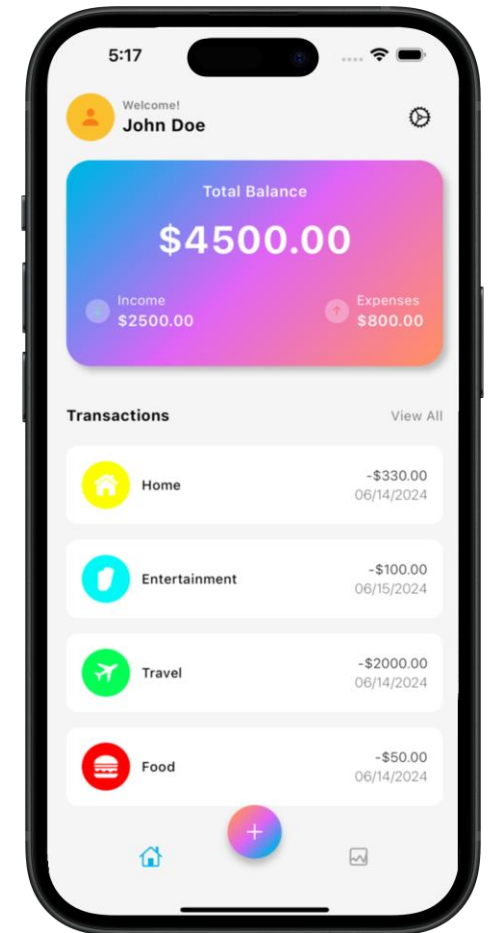 5:17
Welcome!
John Doe
Total Balance
$4500.00
Income
$2500.00
Expenses
$800.00
Transactions
View All
Home
-$330.00
06/14/2024
Entertainment
-$100.00
06/15/2024
Travel
-$2000.00
06/14/2024
Food
-$50.00
06/14/2024
+